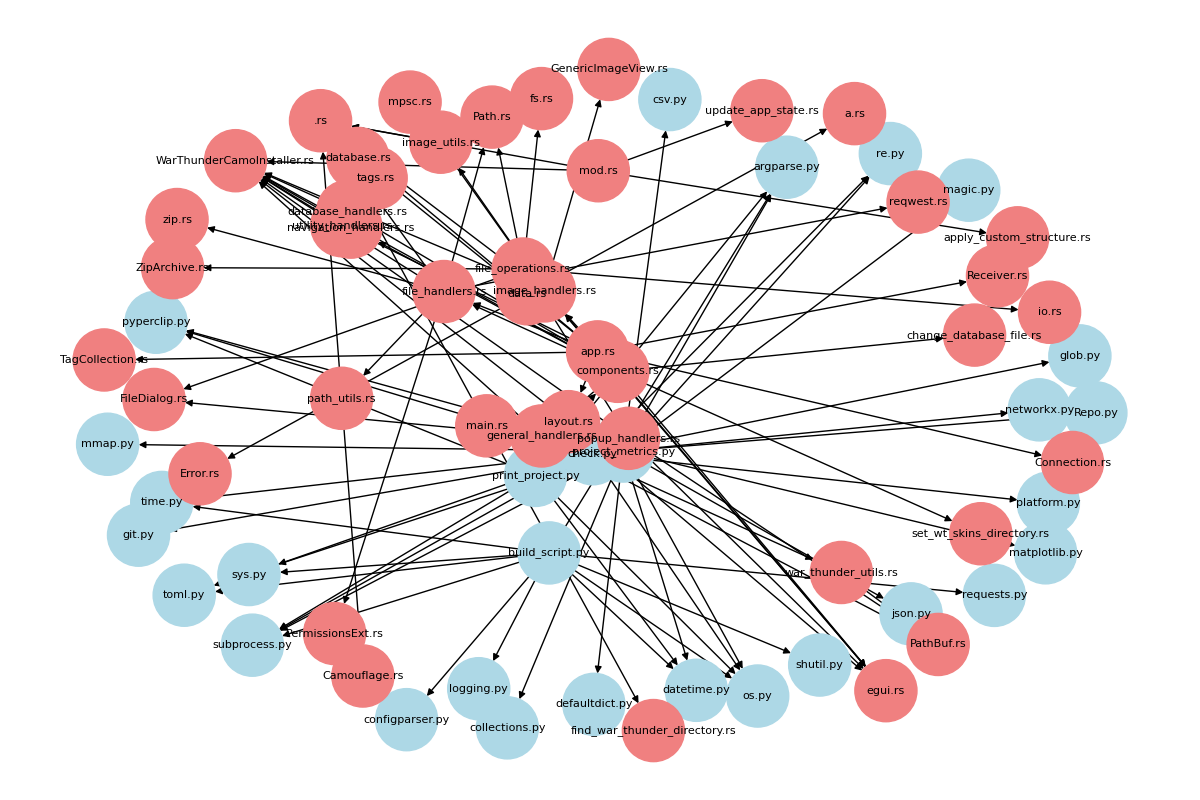 GenericImageView.rs
mpsc.rs
fs.rs
csv.py
Path.rs
update_app_state.rs
a.rs
.rs
image_utils.rs
re.py
database.rs
WarThunderCamoInstaller.rs
argparse.py
mod.rs
tags.rs
magic.py
reqwest.rs
database_handlers.rs
zip.rs
utility_handlers.rs
navigation_handlers.rs
apply_custom_structure.rs
ZipArchive.rs
file_operations.rs
Receiver.rs
file_handlers.rs
image_handlers.rs
data.rs
io.rs
pyperclip.py
change_database_file.rs
app.rs
glob.py
TagCollection.rs
components.rs
FileDialog.rs
path_utils.rs
networkx.py
Repo.py
layout.rs
main.rs
general_handlers.rs
popup_handlers.rs
mmap.py
project_metrics.py
check.py
Connection.rs
Error.rs
print_project.py
time.py
platform.py
git.py
set_wt_skins_directory.rs
build_script.py
matplotlib.py
sys.py
war_thunder_utils.rs
toml.py
requests.py
json.py
PermissionsExt.rs
subprocess.py
PathBuf.rs
shutil.py
Camouflage.rs
logging.py
datetime.py
egui.rs
os.py
defaultdict.py
configparser.py
collections.py
find_war_thunder_directory.rs